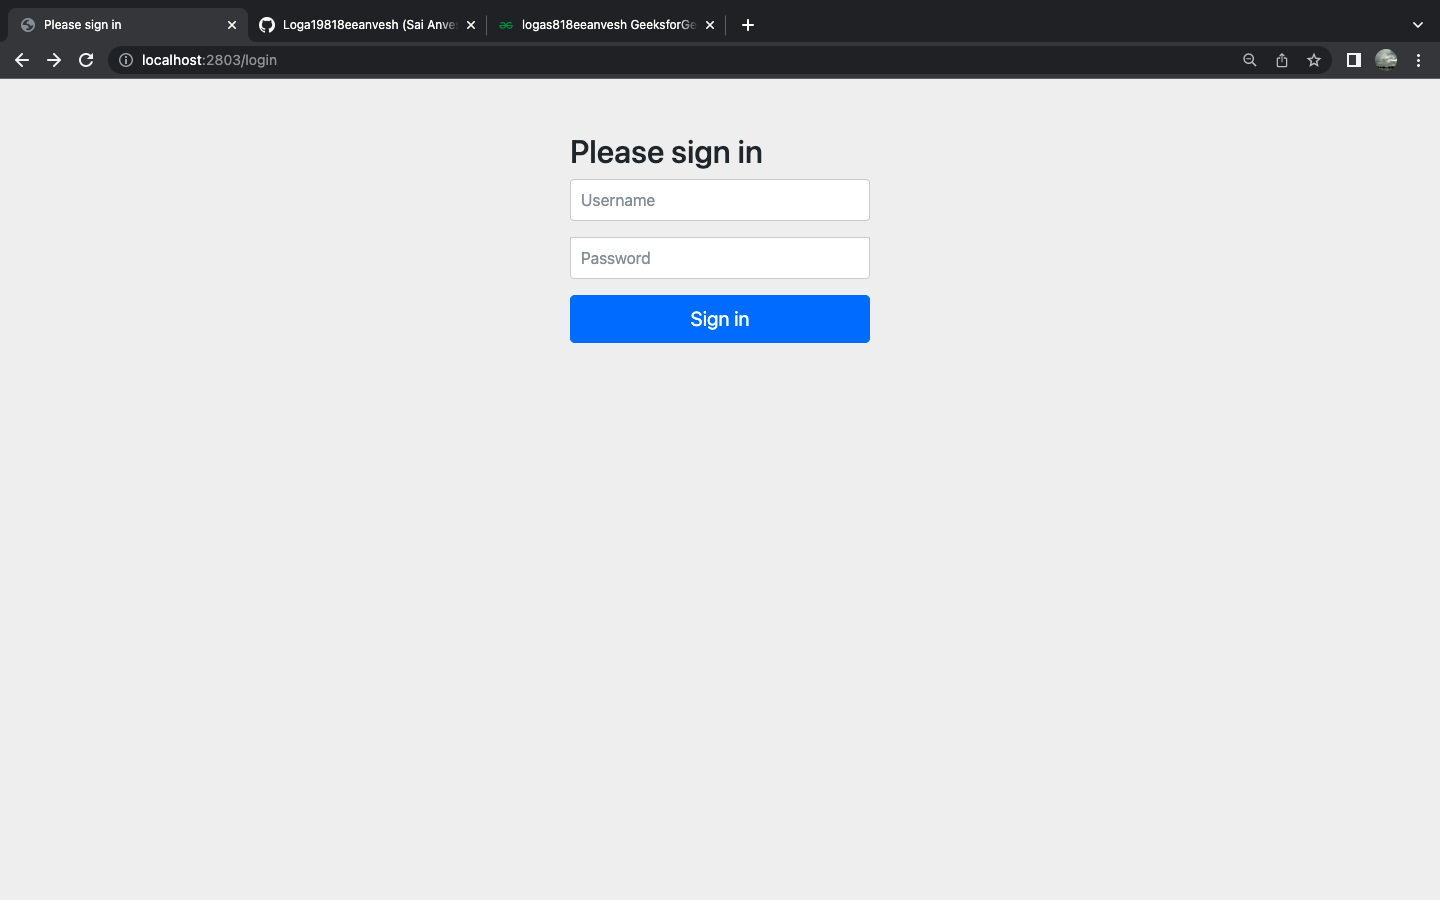 Please sign in
Loga19818eeanvesh (Sai Anve
logas818eeanvesh GeeksforGe
localhost:2803/login
Please sign in
Username
Password
Sign in